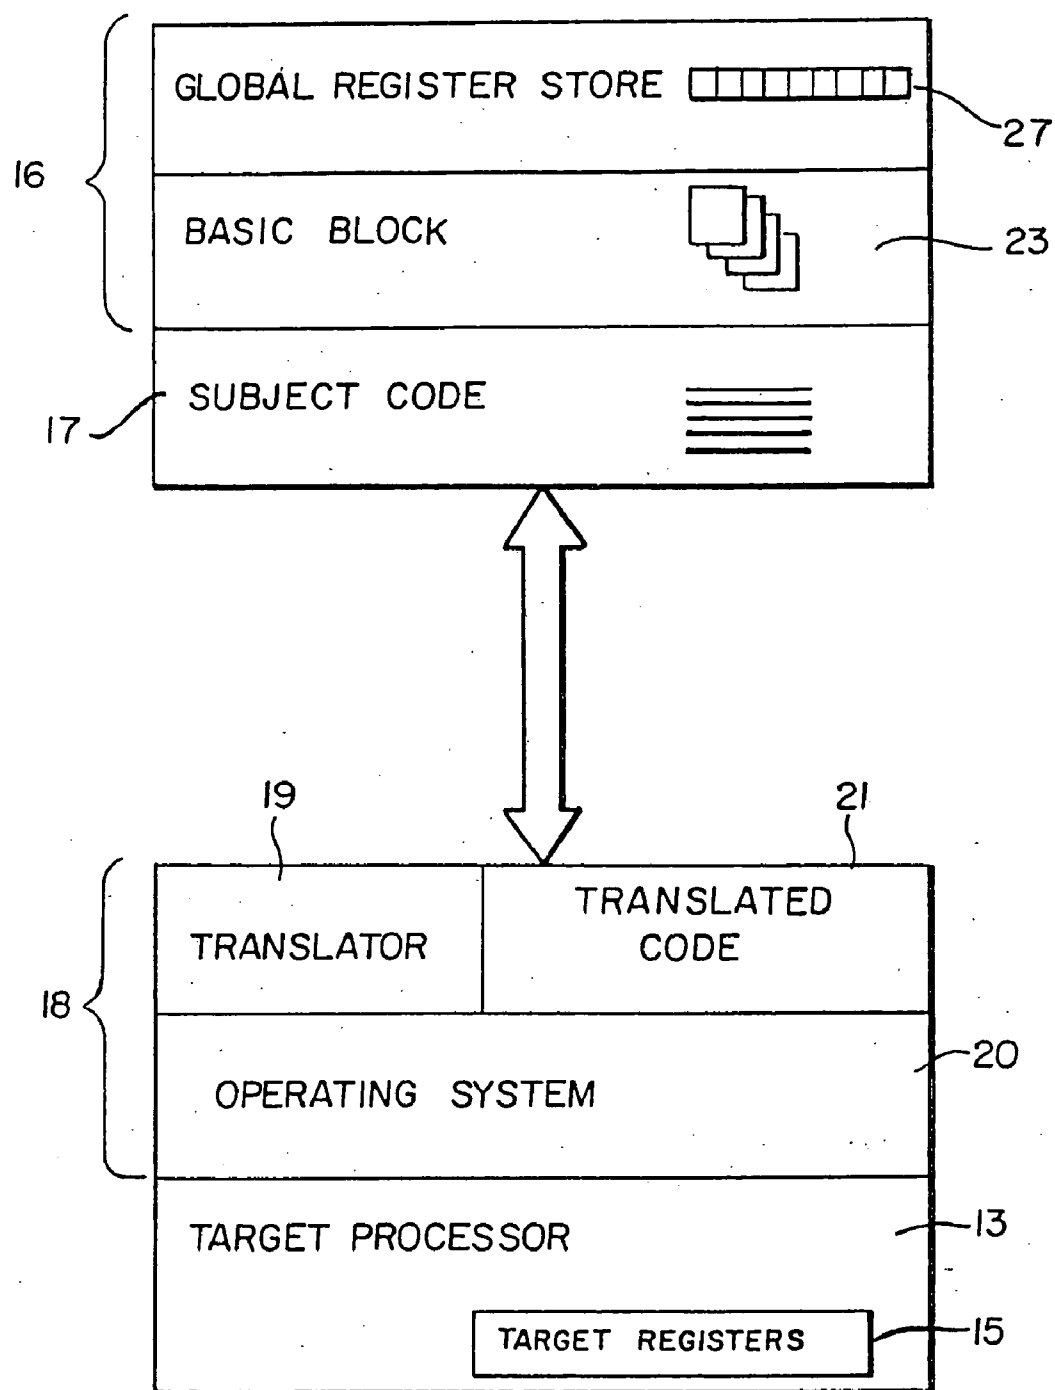 GLOBAL REGISTER STORE
27
16
BASIC BLOCK
23
SUBJECT CODE
17
19
21
TRANSLATOR
TRANSLATED
CODE
18
OPERATING SYSTEM
20
TARGET PROCESSOR
13
TARGET REGISTERS
15